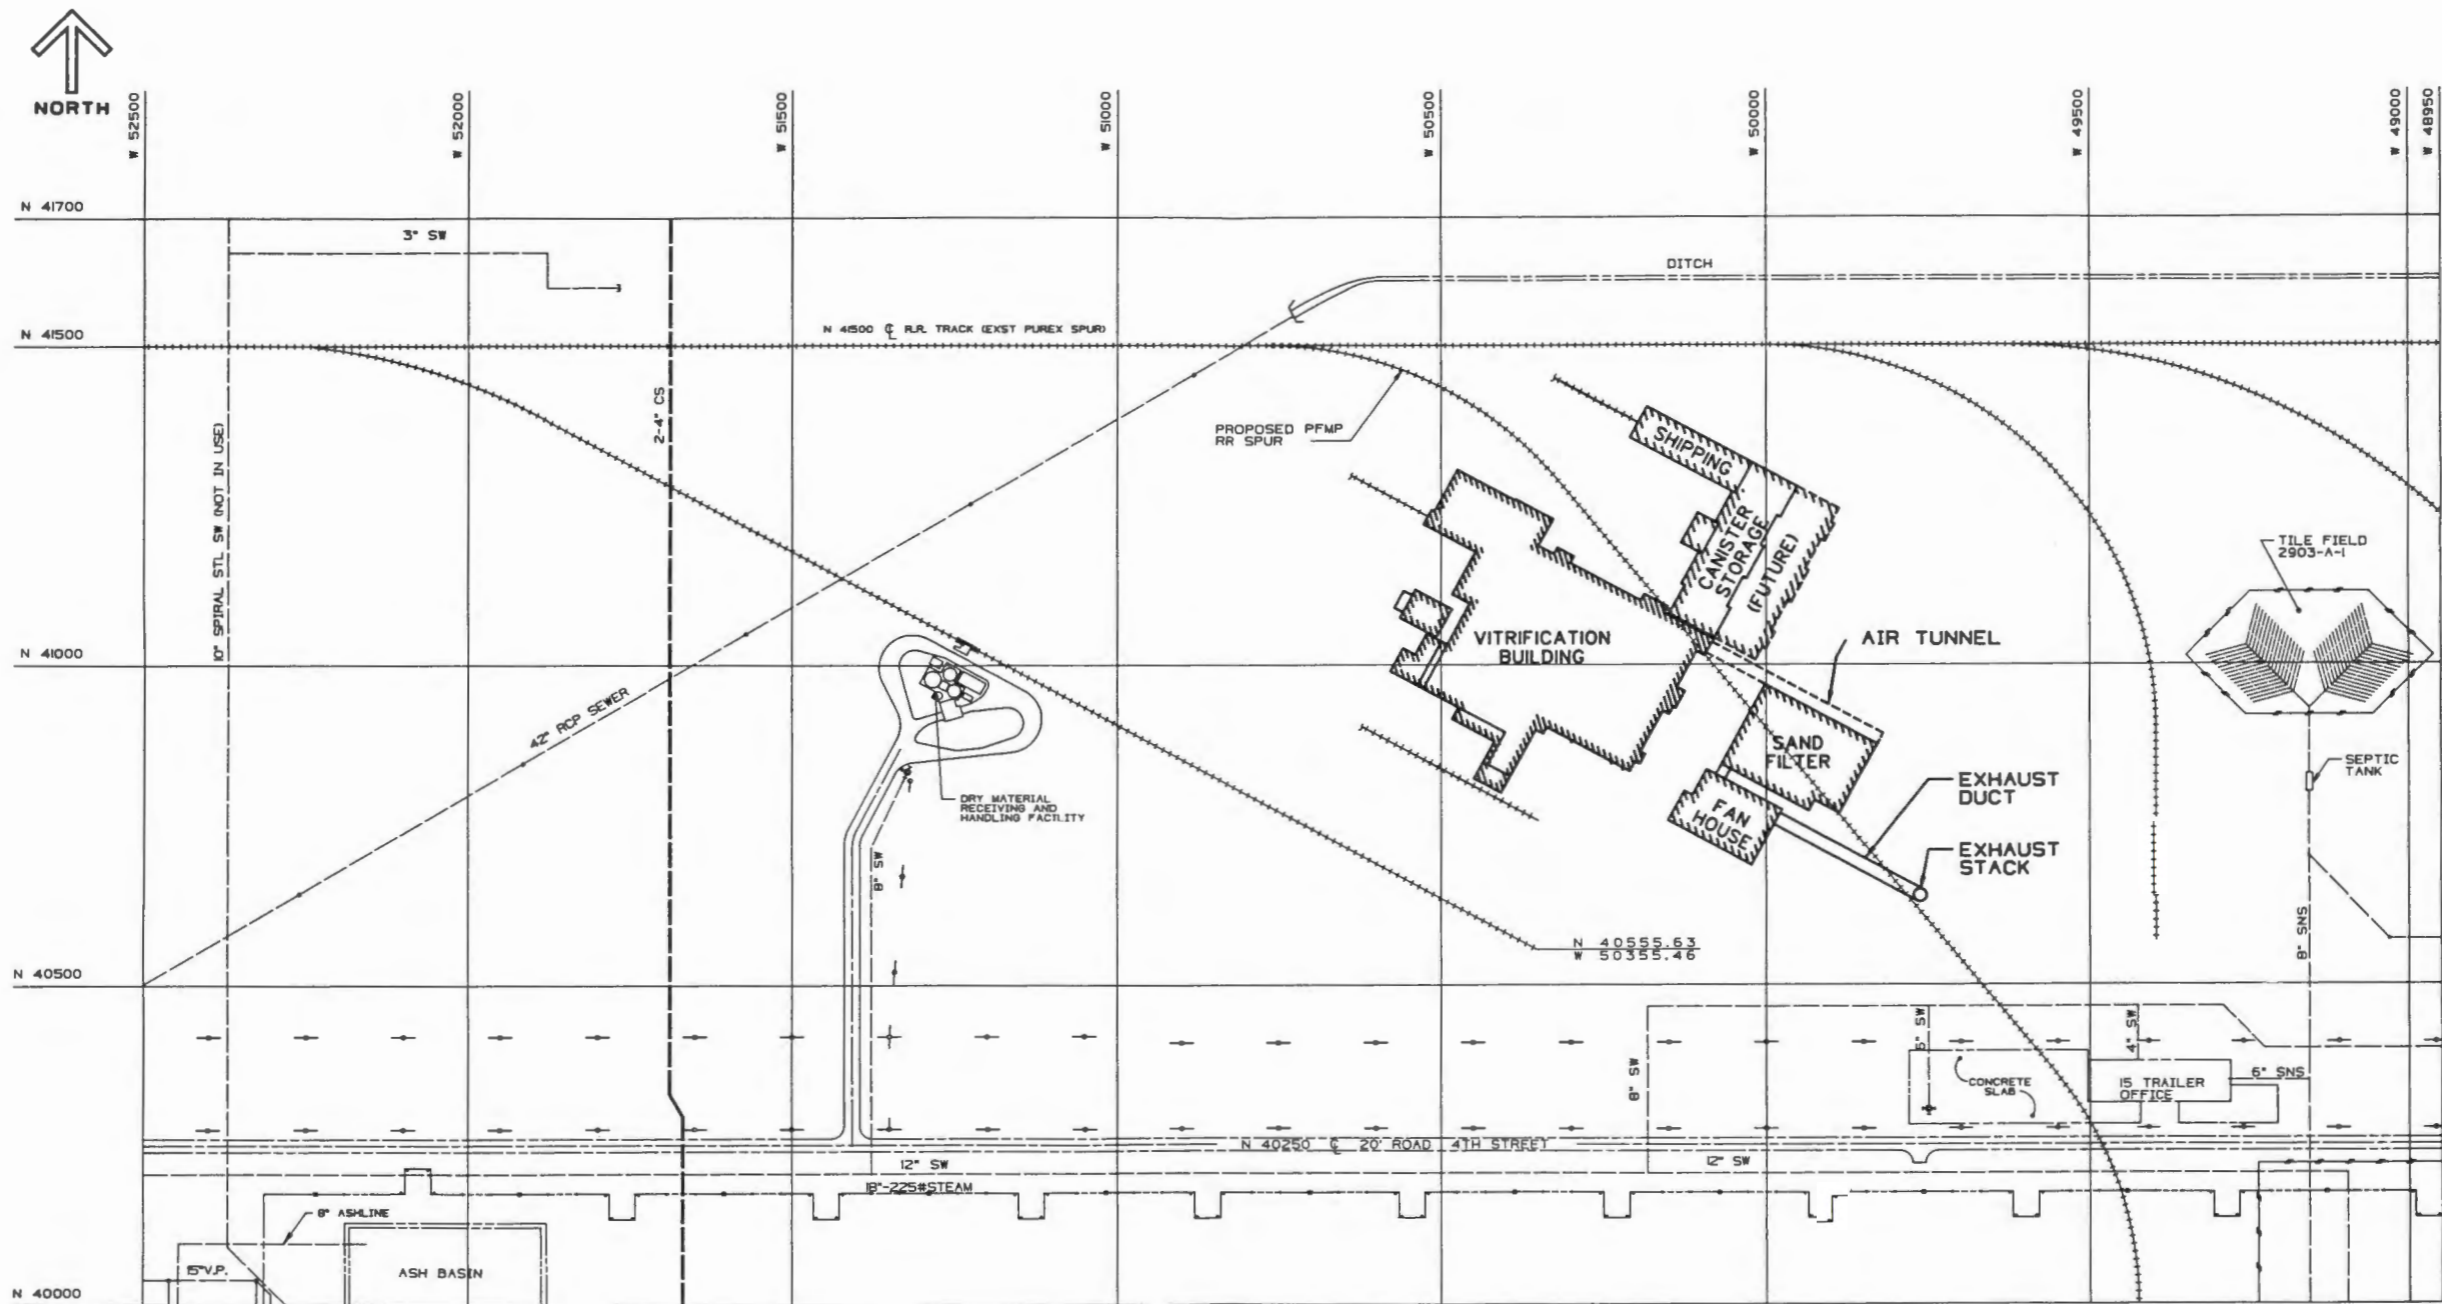 NORTH
W 52500
W 52000
W 51500
W 51000
W 50500
W 50000
W 49500
W 49000
W 48950
N 41700
3" SW
DITCH
N 41500
N 41500 ℄ R.R. TRACK (EXST PUREX SPUR)
2-4" CS
10" SPIRAL STL SW (NOT IN USE)
PROPOSED PFMP
RR SPUR
SHIPPING
CANISTER
STORAGE
(FUTURE)
TILE FIELD
2903-A-1
VITRIFICATION
BUILDING
AIR TUNNEL
N 41000
42" RCP SEWER
SAND
FILTER
SEPTIC
TANK
DRY MATERIAL
RECEIVING AND
HANDLING FACILITY
EXHAUST
DUCT
FAN
HOUSE
EXHAUST
STACK
8" SW
8" SNS
N 40555.63
W 50355.46
N 40500
8" SW
6" SW
4" SW
CONCRETE
SLAB
15 TRAILER
OFFICE
6" SNS
N 40250 ℄ 20' ROAD 4TH STREET
12" SW
12" SW
18"-225#STEAM
8" ASHLINE
15"V.P.
ASH BASIN
N 40000